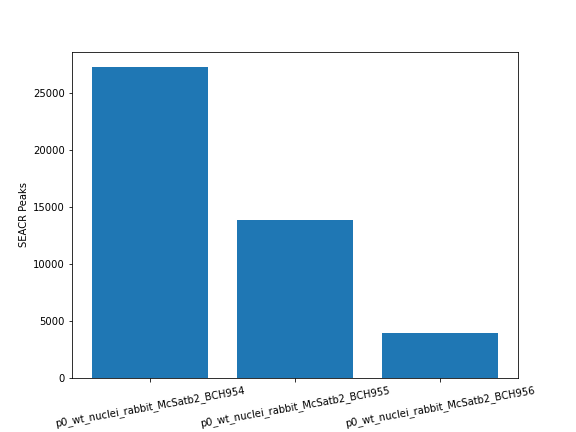 25000
20000
15000
10000
5000
0
SEACR Peaks
p0_wt_nuclei_rabbit_McSatb2_BCH954
p0_wt_nuclei_rabbit_McSatb2_BCH955
p0_wt_nuclei_rabbit_McSatb2_BCH956